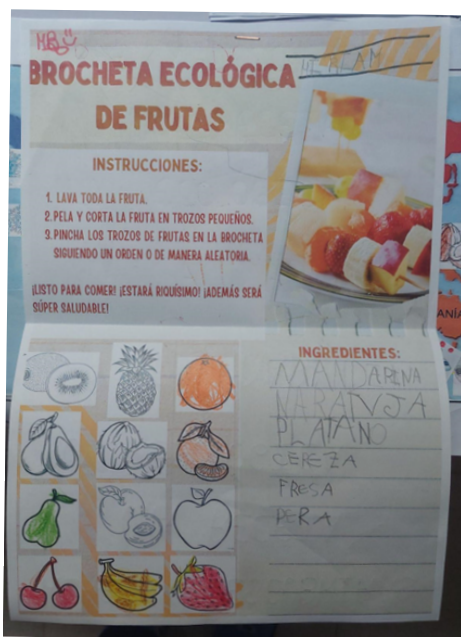 MB
BROCHETA ECOLÓGICA
DE FRUTAS
INSTRUCCIONES:
1. LAVA TODA LA FRUTA.
2. PELA Y CORTA LA FRUTA EN TROZOS PEQUEÑOS.
3. PINCHA LOS TROZOS DE FRUTAS EN LA BROCHETA
SIGUIENDO UN ORDEN O DE MANERA ALEATORIA.
¡LISTO PARA COMER! ¡ESTARÁ RIQUÍSIMO! ¡ADEMÁS SERÁ
SÚPER SALUDABLE!
INGREDIENTES:
MANDARINA
NARANJA
PLATANO
CEREZA
FRESA
PERA